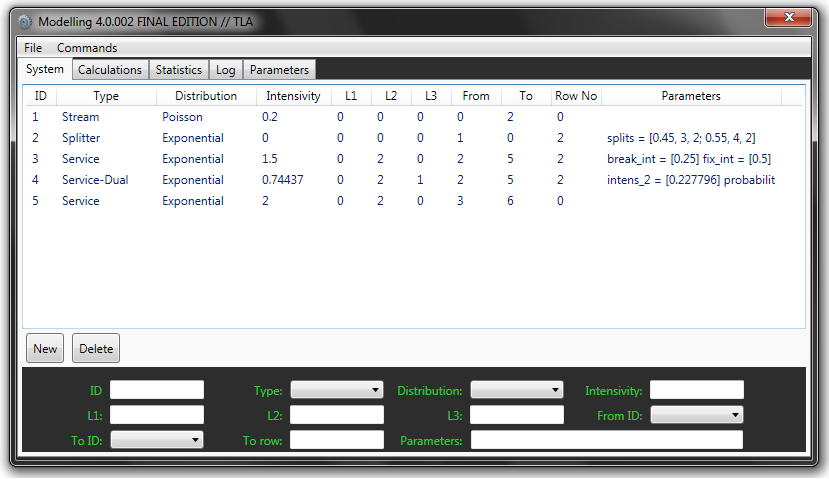 Modelling 4.0.002 FINAL EDITION // TLA
File Commands
System Calculations Statistics Log Parameters
ID Type Distribution Intensivity L1 L2 L3 From To Row No Parameters
1 Stream Poisson 0.2 0 0 0 0 2 0
2 Splitter Exponential 0 0 0 0 1 0 2 splits = [0.45, 3, 2; 0.55, 4, 2]
3 Service Exponential 1.5 0 2 0 2 5 2 break_int = [0.25] fix_int = [0.5]
4 Service-Dual Exponential 0.74437 0 2 1 2 5 2 intens_2 = [0.227796] probabilit
5 Service Exponential 2 0 2 0 3 6 0
New Delete
ID Type: Distribution: Intensivity:
L1: L2: L3: From ID:
To ID: To row: Parameters: